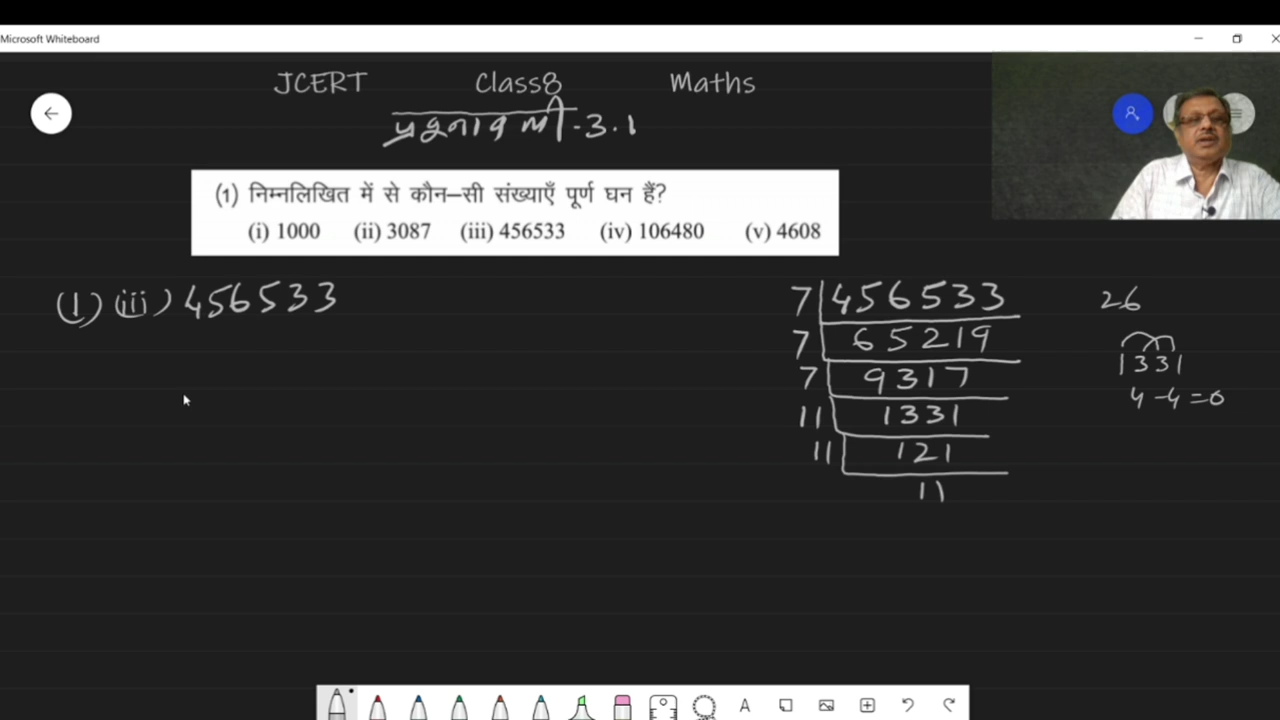 Microsoft Whiteboard
JCERT Class8 Maths
प्रश्नावली-3.1
(1) निम्नलिखित में से कौन–सी संख्याएँ पूर्ण घन हैं?
(i) 1000 (ii) 3087 (iii) 456533 (iv) 106480 (v) 4608
(1) (iii) 456533
7 456533
7 65219
7 9317
11 1331
11 121
11
26
1331
4-4=0
A